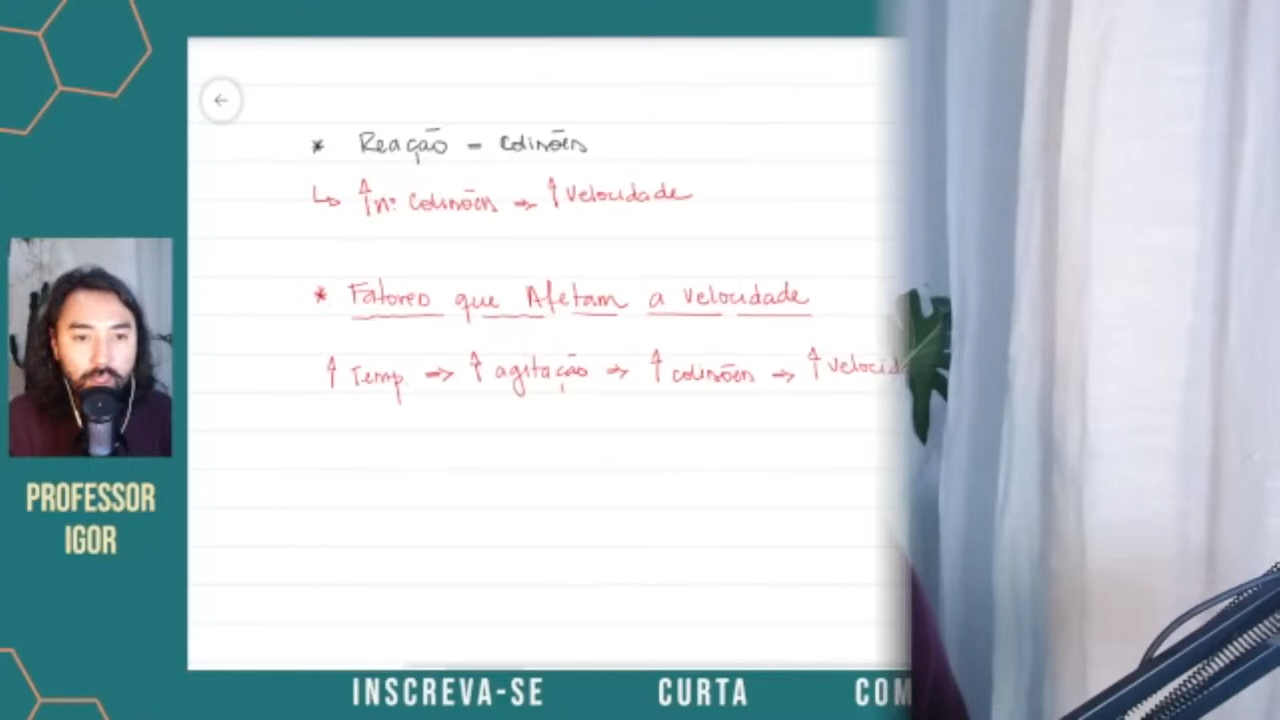 * Reação = Colisões
↳ ↑ nº Colisões → ↑ Velocidade
* Fatores que Afetam a velocidade
↑ Temp. → ↑ agitação → ↑ colisões → ↑ velocid
PROFESSOR
IGOR
INSCREVA-SE CURTA COM